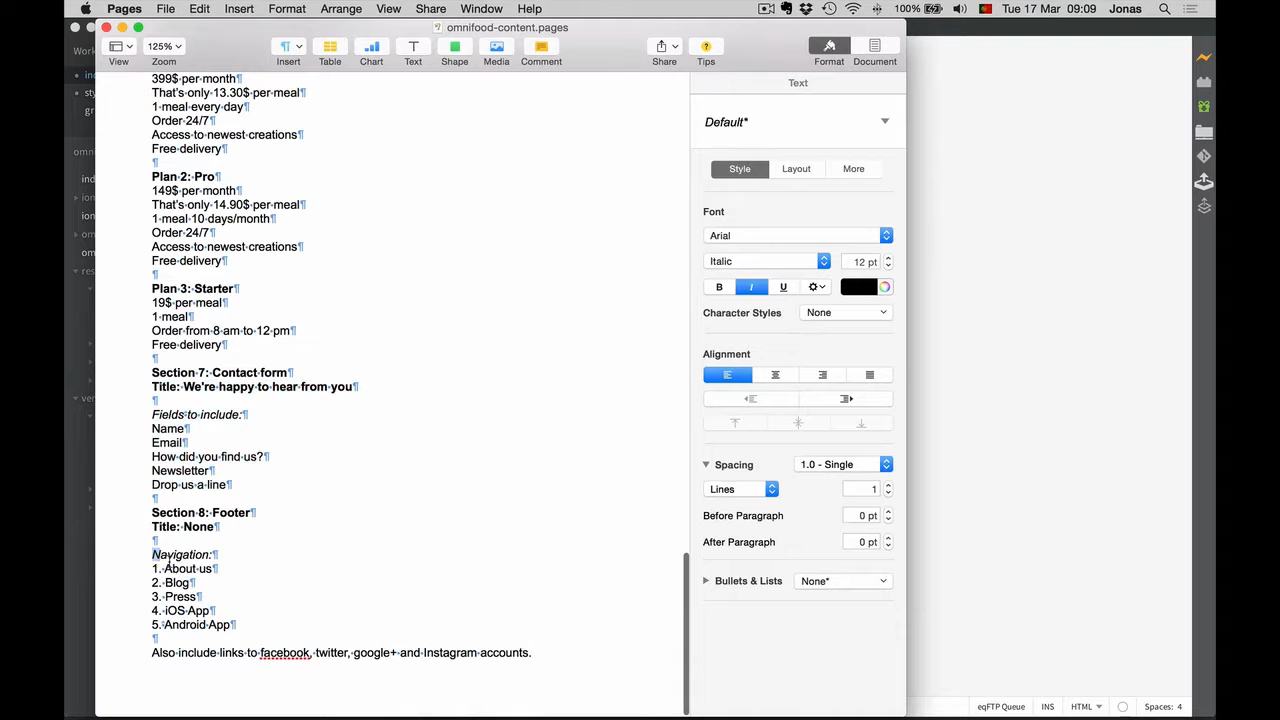 Pages File Edit Insert Format Arrange View Share Window Help 100% Tue 17 Mar 09:09 Jonas
omnifood-content.pages
125%
View Zoom Insert Table Chart Text Shape Media Comment Share Tips Format Document
399$ per month
That's only 13.30$ per meal
1 meal every day
Order 24/7
Access to newest creations
Free delivery
Plan 2: Pro
149$ per month
That's only 14.90$ per meal
1 meal 10 days/month
Order 24/7
Access to newest creations
Free delivery
Plan 3: Starter
19$ per meal
1 meal
Order from 8 am to 12 pm
Free delivery
Section 7: Contact form
Title: We're happy to hear from you
Fields to include:
Name
Email
How did you find us?
Newsletter
Drop us a line
Section 8: Footer
Title: None
Navigation:
1. About us
2. Blog
3. Press
4. iOS App
5. Android App
Also include links to facebook, twitter, google+ and Instagram accounts.
Text
Default*
Style Layout More
Font
Arial
Italic 12 pt
B I U
Character Styles None
Alignment
Spacing 1.0 - Single
Lines 1
Before Paragraph 0 pt
After Paragraph 0 pt
Bullets & Lists None*
eqFTP Queue INS HTML Spaces: 4